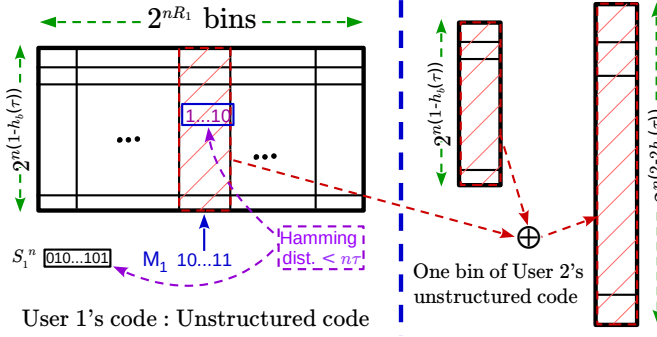 2^{nR_1} bins
2^{n(1-h_b(τ))}
1...10
...
...
S_1^n 010...101
M_1 10...11
Hamming
dist. < nτ
User 1's code : Unstructured code
2^{n(1-h_b(τ))}
⊕
One bin of User 2's
unstructured code